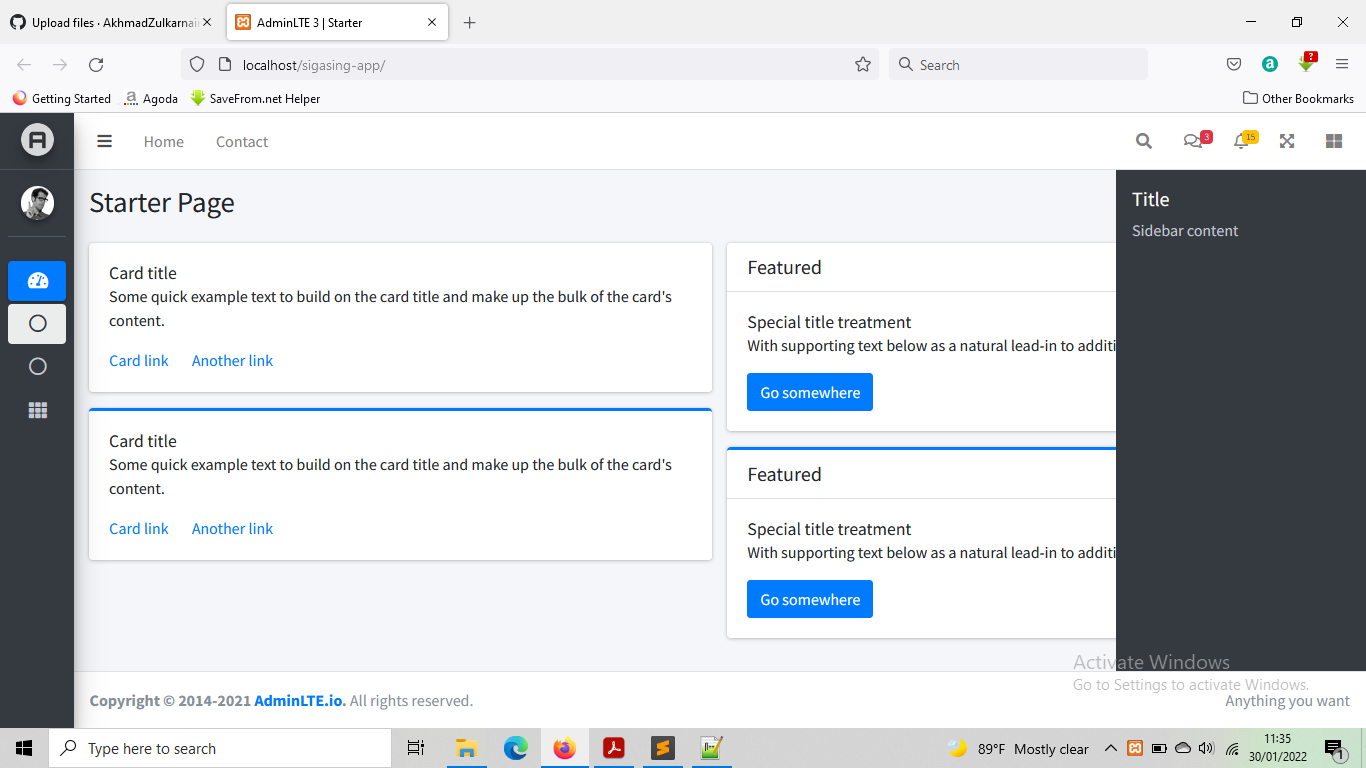 Upload files · AkhmadZulkarnai
AdminLTE 3 | Starter
localhost/sigasing-app/
Search
?
Getting Started
a Agoda
SaveFrom.net Helper
Other Bookmarks
Home
Contact
3
15
Starter Page
Title
Sidebar content
Card title
Some quick example text to build on the card title and make up the bulk of the card's
content.
Card link
Another link
Featured
Special title treatment
With supporting text below as a natural lead-in to additi
Go somewhere
Card title
Some quick example text to build on the card title and make up the bulk of the card's
content.
Card link
Another link
Featured
Special title treatment
With supporting text below as a natural lead-in to additi
Go somewhere
Activate Windows
Go to Settings to activate Windows.
Copyright © 2014-2021 AdminLTE.io. All rights reserved.
Anything you want
Type here to search
89°F Mostly clear
11:35
30/01/2022
1